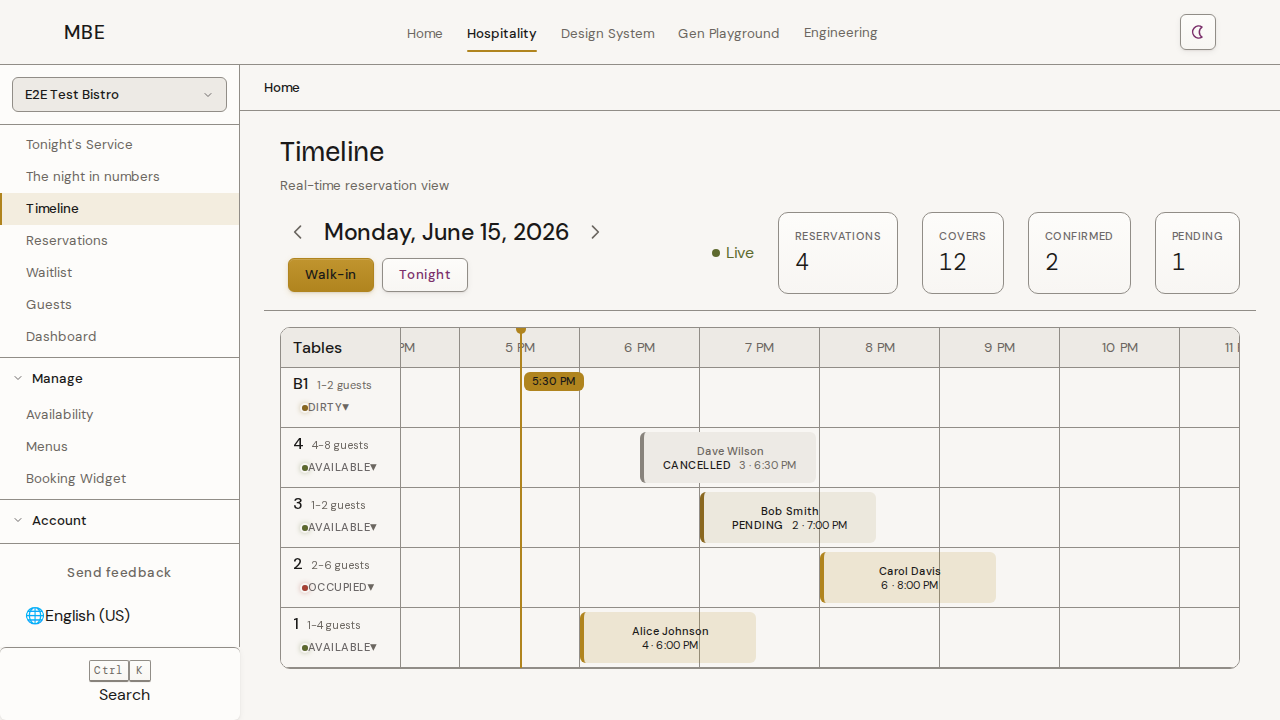 MBE
Home Hospitality Design System Gen Playground Engineering
E2E Test Bistro
Tonight's Service
The night in numbers
Timeline
Reservations
Waitlist
Guests
Dashboard
Manage
Availability
Menus
Booking Widget
Account
Send feedback
English (US)
Ctrl K
Search
Home
Timeline
Real-time reservation view
Monday, June 15, 2026
Walk-in Tonight
Live
RESERVATIONS
4
COVERS
12
CONFIRMED
2
PENDING
1
Tables PM 5 PM 6 PM 7 PM 8 PM 9 PM 10 PM 11
5:30 PM
B1 1-2 guests
DIRTY▾
4 4-8 guests
AVAILABLE▾
Dave Wilson
CANCELLED 3 · 6:30 PM
3 1-2 guests
AVAILABLE▾
Bob Smith
PENDING 2 · 7:00 PM
2 2-6 guests
OCCUPIED▾
Carol Davis
6 · 8:00 PM
1 1-4 guests
AVAILABLE▾
Alice Johnson
4 · 6:00 PM